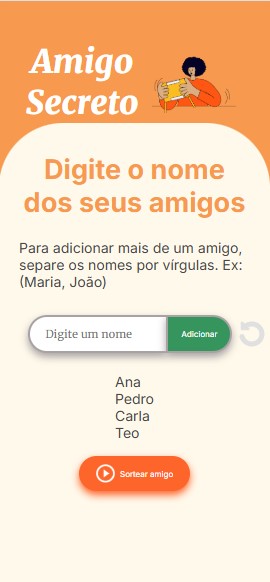 Amigo
Secreto
Digite o nome
dos seus amigos
Para adicionar mais de um amigo,
separe os nomes por vírgulas. Ex:
(Maria, João)
Digite um nome
Adicionar
Ana
Pedro
Carla
Teo
Sortear amigo